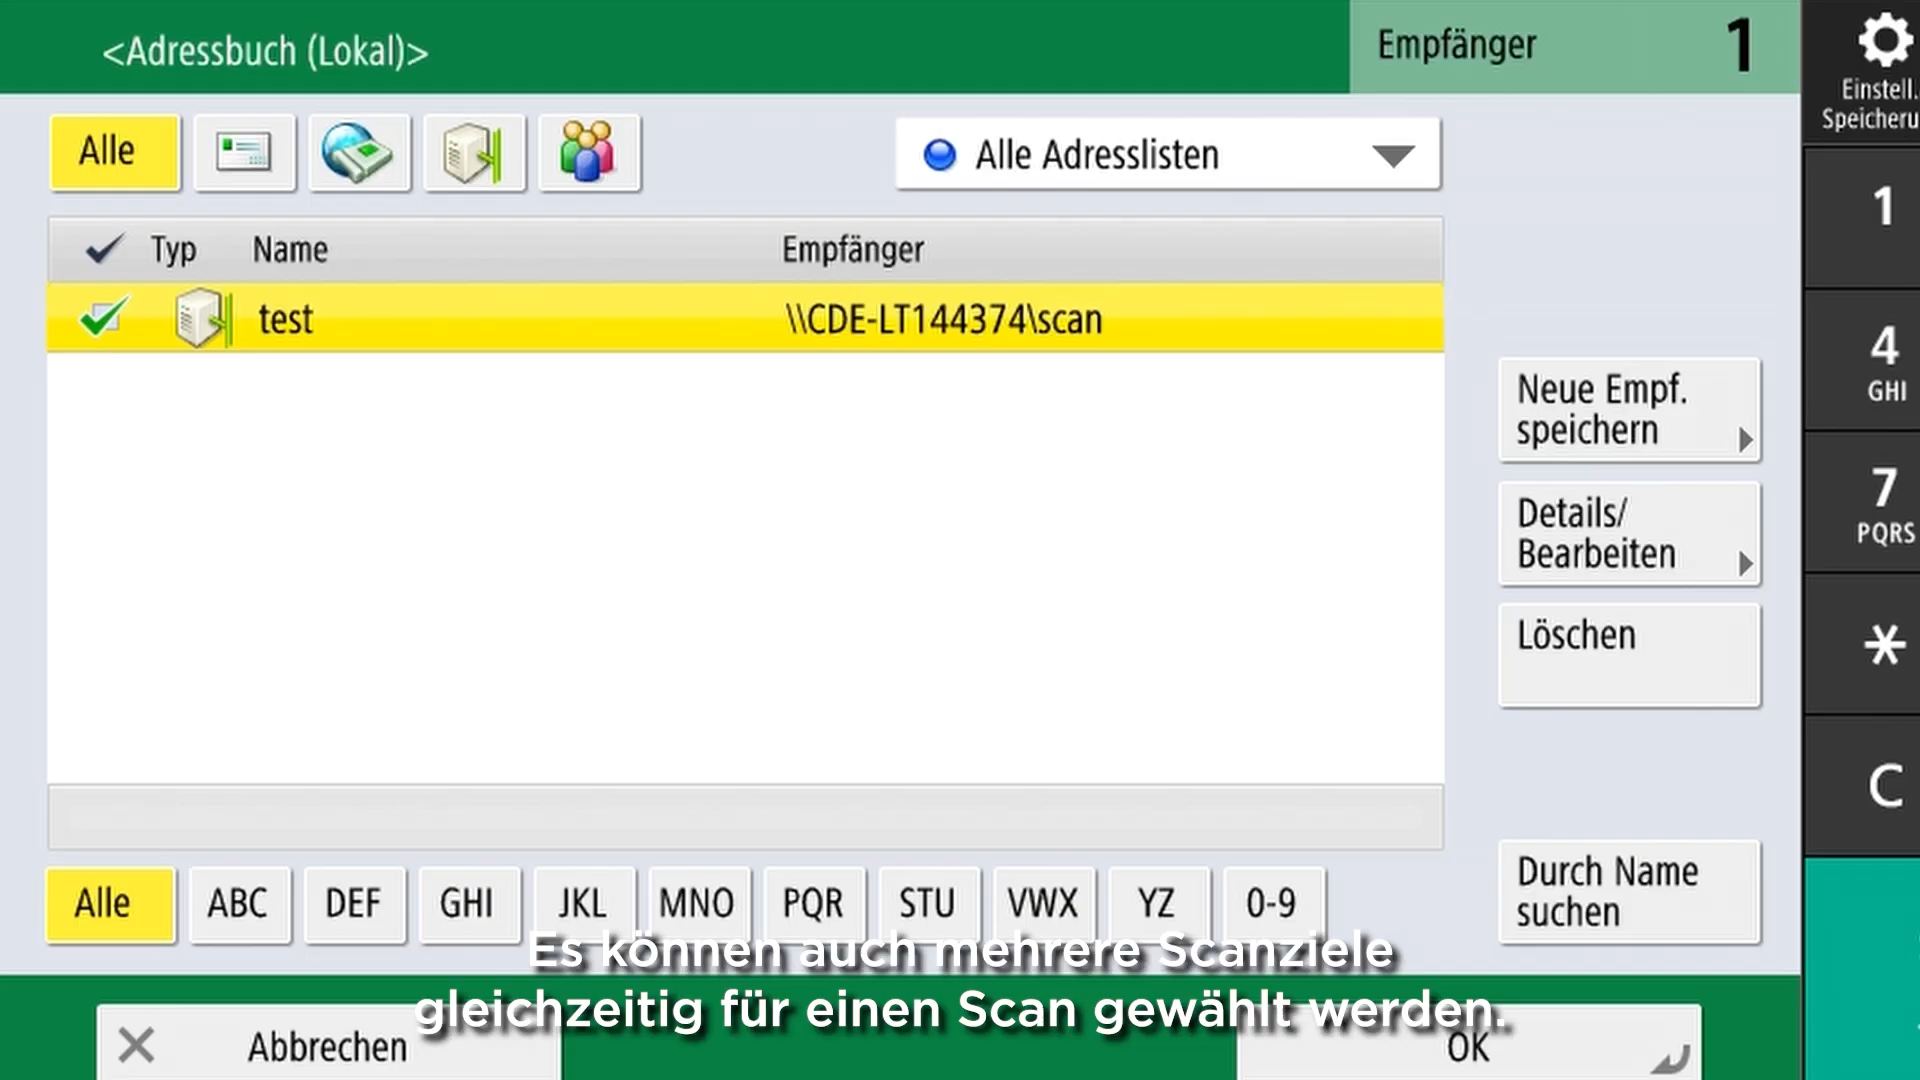 <Adressbuch (Lokal)>
Empfänger 1
Einstell.
Alle
Alle Adresslisten
Typ Name Empfänger
test \\CDE-LT144374\scan
Neue Empf.
speichern
Details/
Bearbeiten
Löschen
Durch Name
suchen
Alle ABC DEF GHI JKL MNO PQR STU VWX YZ 0-9
Es können auch mehrere Scanziele
gleichzeitig für einen Scan gewählt werden.
Abbrechen
OK
1
4
GHI
7
PQRS
*
C